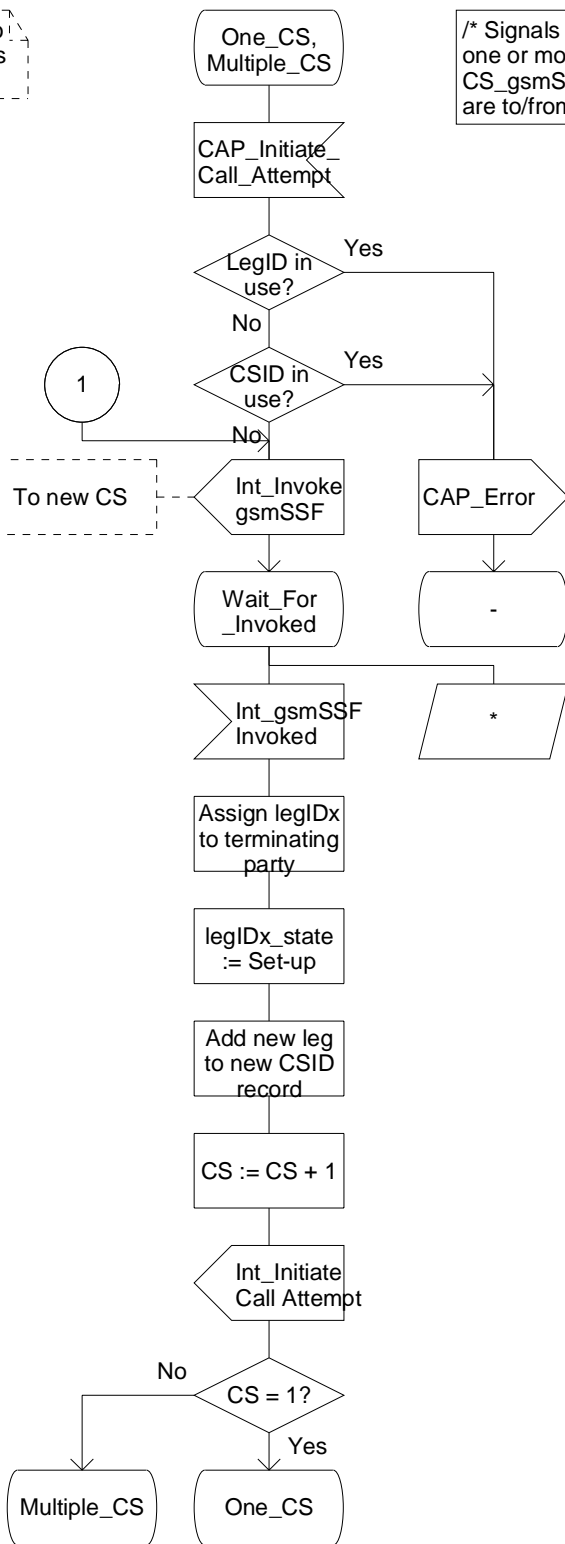 s
One_CS,
Multiple_CS
/* Signals
one or mo
CS_gsmS
are to/from
CAP_Initiate_
Call_Attempt
LegID in
use?
Yes
No
CSID in
use?
Yes
No
1
To new CS
Int_Invoke
gsmSSF
CAP_Error
Wait_For
_Invoked
-
Int_gsmSSF
Invoked
*
Assign legIDx
to terminating
party
legIDx_state
:= Set-up
Add new leg
to new CSID
record
CS := CS + 1
Int_Initiate
Call Attempt
No
CS = 1?
Yes
Multiple_CS
One_CS